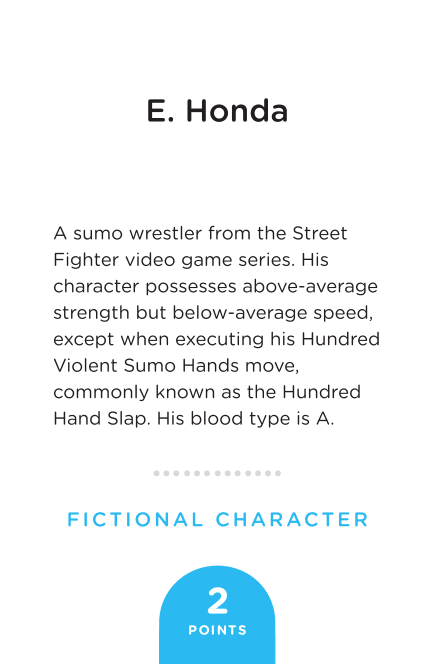 E. Honda
A sumo wrestler from the Street
Fighter video game series. His
character possesses above-average
strength but below-average speed,
except when executing his Hundred
Violent Sumo Hands move,
commonly known as the Hundred
Hand Slap. His blood type is A.
FICTIONAL CHARACTER
2
POINTS